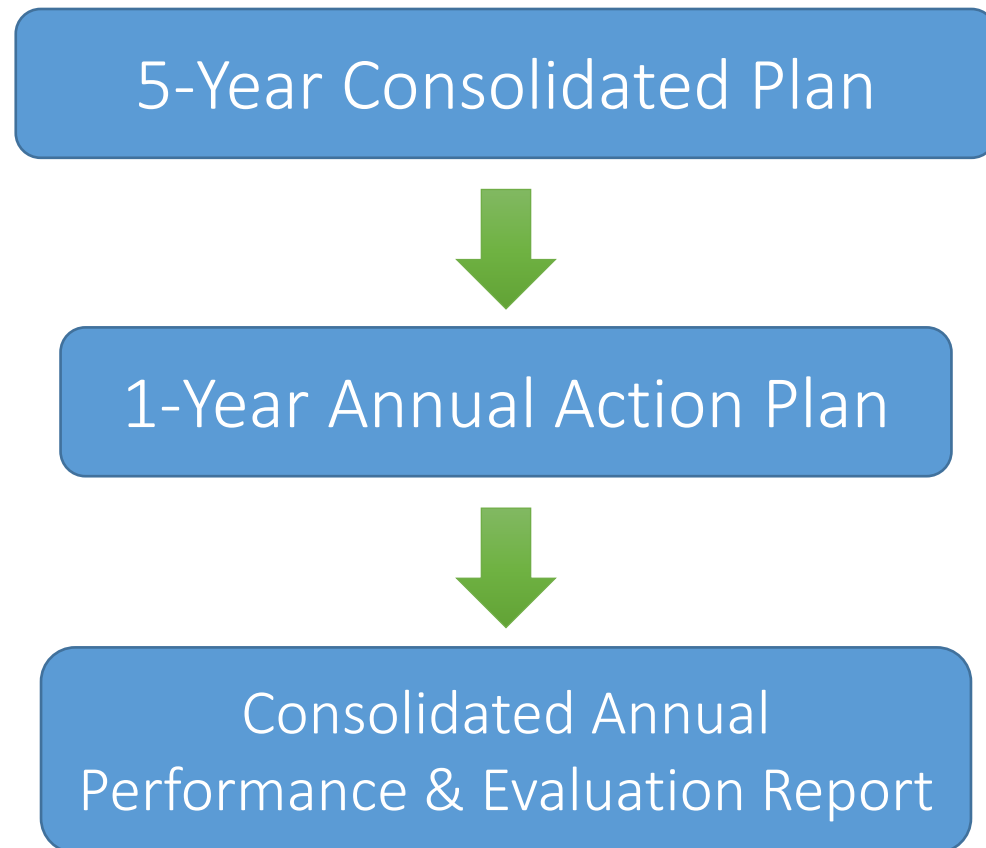 5-Year Consolidated Plan
1-Year Annual Action Plan
Consolidated Annual
Performance & Evaluation Report